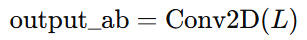 output_ab = Conv2D(L)